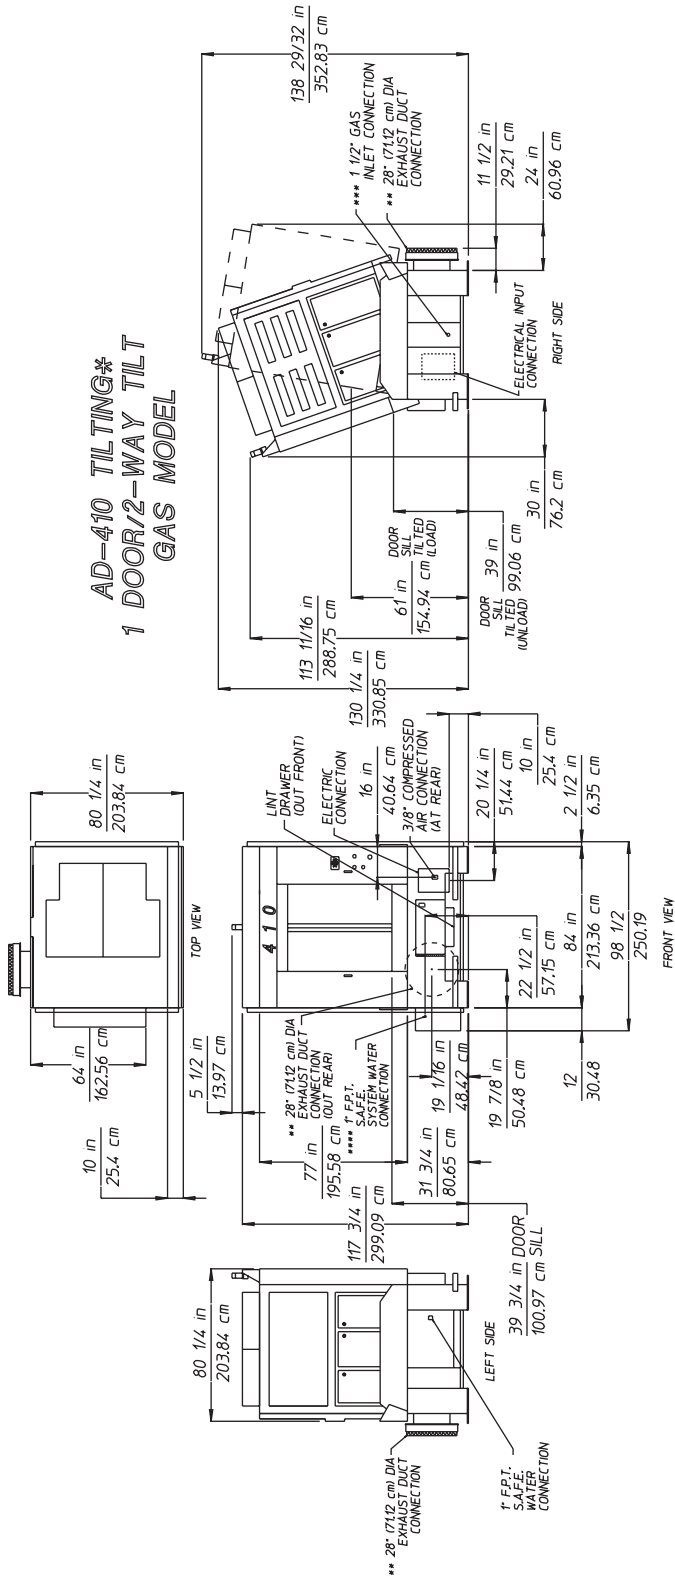 AD-410 TILTING*
1 DOOR/2-WAY TILT
GAS MODEL
80 1/4 in
203.84 cm
TOP VIEW
64 in
162.56 cm
10 in
25.4 cm
80 1/4 in
203.84 cm
** 28" (71.12 cm) DIA
EXHAUST DUCT
CONNECTION
1" F.P.T.
S.A.F.E.
WATER
CONNECTION
LEFT SIDE
39 3/4 in DOOR
100.97 cm SILL
117 3/4 in
299.09 cm
77 in
195.58 cm
31 3/4 in
80.65 cm
5 1/2 in
13.97 cm
** 28" (71.12 cm) DIA
EXHAUST DUCT
CONNECTION
(OUT REAR)
**** 1" F.P.T.
S.A.F.E.
SYSTEM WATER
CONNECTION
19 1/16 in
48.42 cm
19 7/8 in
50.48 cm
12
30.48
22 1/2 in
57.15 cm
84 in
213.36 cm
98 1/2
250.19
FRONT VIEW
410
LINT
DRAWER
(OUT FRONT)
ELECTRIC
CONNECTION
16 in
40.64 cm
3/8" COMPRESSED
AIR CONNECTION
(AT REAR)
20 1/4 in
51.44 cm
10 in
25.4 cm
2 1/2 in
6.35 cm
130 1/4 in
330.85 cm
113 11/16 in
288.75 cm
61 in
154.94 cm
DOOR
SILL
TILTED
(LOAD)
DOOR
SILL
TILTED
(UNLOAD)
39 in
99.06 cm
30 in
76.2 cm
ELECTRICAL INPUT
CONNECTION
RIGHT SIDE
138 29/32 in
352.83 cm
*** 1 1/2" GAS
INLET CONNECTION
** 28" (71.12 cm) DIA
EXHAUST DUCT
CONNECTION
11 1/2 in
29.21 cm
24 in
60.96 cm